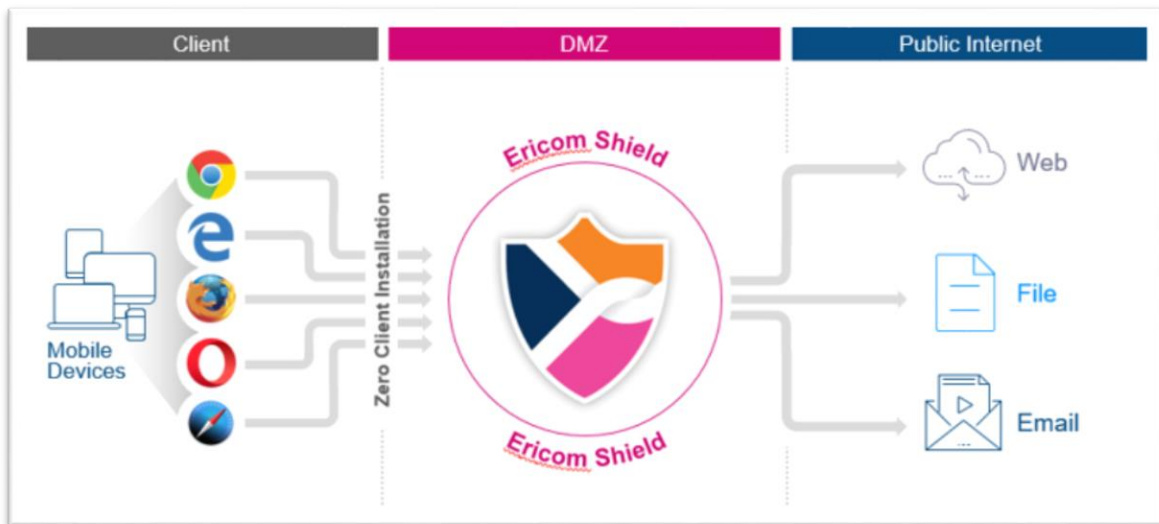 Client
DMZ
Public Internet
Ericom Shield
Zero Client Installation
Mobile
Devices
Web
File
Email
Ericom Shield